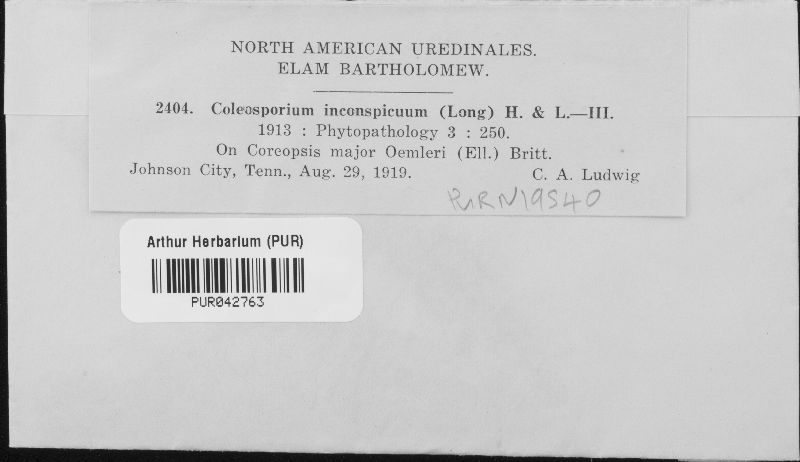 NORTH AMERICAN UREDINALES.
ELAM BARTHOLOMEW.
2404. Coleosporium inconspicuum (Long) H. & L.—III.
1913 : Phytopathology 3 : 250.
On Coreopsis major Oemleri (Ell.) Britt.
Johnson City, Tenn., Aug. 29, 1919. C. A. Ludwig
PURN19540
Arthur Herbarium (PUR)
PUR042763